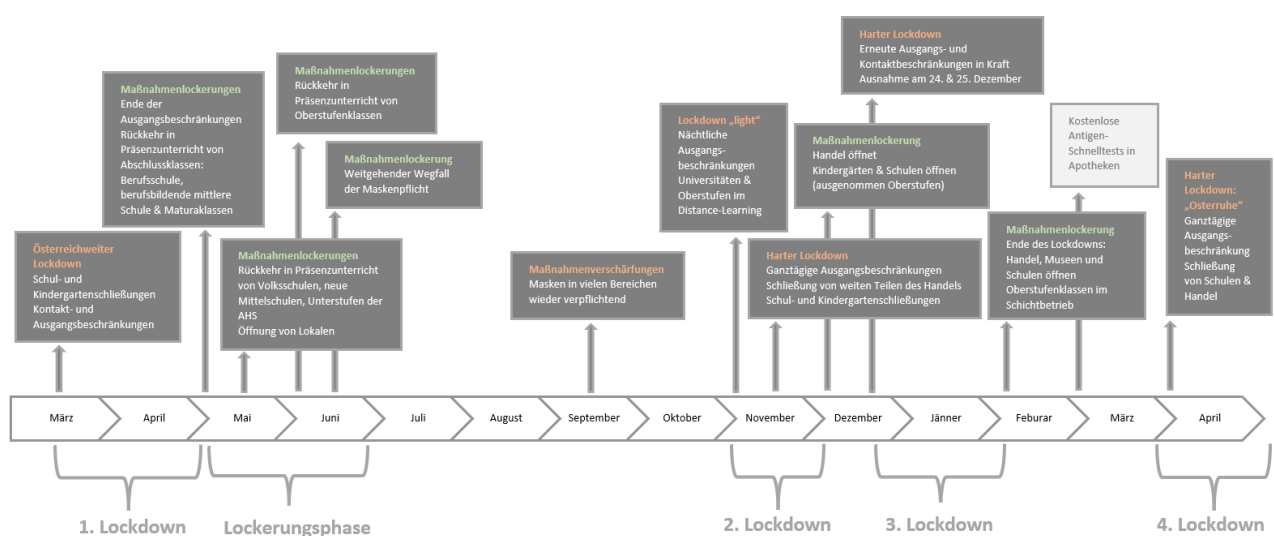 Österreichweiter
Lockdown
Schul- und
Kindergartenschließungen
Kontakt- und
Ausgangsbeschränkungen
Maßnahmenlockerungen
Ende der
Ausgangsbeschränkungen
Rückkehr in
Präsenzunterricht von
Abschlussklassen:
Berufsschule,
berufsbildende mittlere
Schule & Maturaklassen
Maßnahmenlockerungen
Rückkehr in Präsenzunterricht
von Volksschulen, neue
Mittelschulen, Unterstufen der
AHS
Öffnung von Lokalen
Maßnahmenlockerungen
Rückkehr in
Präsenzunterricht von
Oberstufenklassen
Maßnahmenlockerung
Weitgehender Wegfall
der Maskenpflicht
Maßnahmenverschärfungen
Masken in vielen Bereichen
wieder verpflichtend
Lockdown „light“
Nächtliche
Ausgangs-
beschränkungen
Universitäten &
Oberstufen im
Distance-Learning
Harter Lockdown
Ganztägige Ausgangsbeschränkungen
Schließung von weiten Teilen des Handels
Schul- und Kindergartenschließungen
Maßnahmenlockerung
Handel öffnet
Kindergärten & Schulen öffnen
(ausgenommen Oberstufen)
Harter Lockdown
Erneute Ausgangs- und
Kontaktbeschränkungen in Kraft
Ausnahme am 24. & 25. Dezember
Maßnahmenlockerung
Ende des Lockdowns:
Handel, Museen und
Schulen öffnen
Oberstufenklassen im
Schichtbetrieb
Kostenlose
Antigen-
Schnelltests in
Apotheken
Harter
Lockdown:
„Osterruhe“
Ganztägige
Ausgangs-
beschränkung
Schließung
von Schulen &
Handel
März
April
Mai
Juni
Juli
August
September
Oktober
November
Dezember
Jänner
Feburar
März
April
1. Lockdown
Lockerungsphase
2. Lockdown
3. Lockdown
4. Lockdown